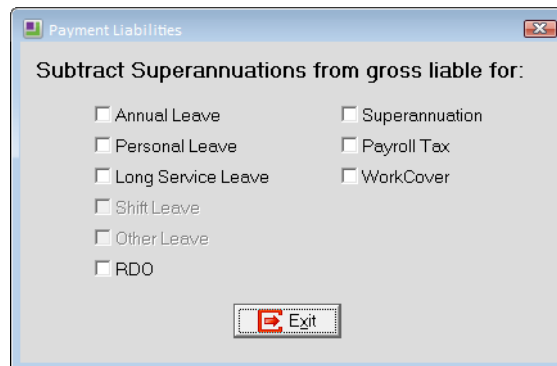 Payment Liabilities
Subtract Superannuations from gross liable for:
Annual Leave
Personal Leave
Long Service Leave
Shift Leave
Other Leave
RDO
Superannuation
Payroll Tax
WorkCover
Exit